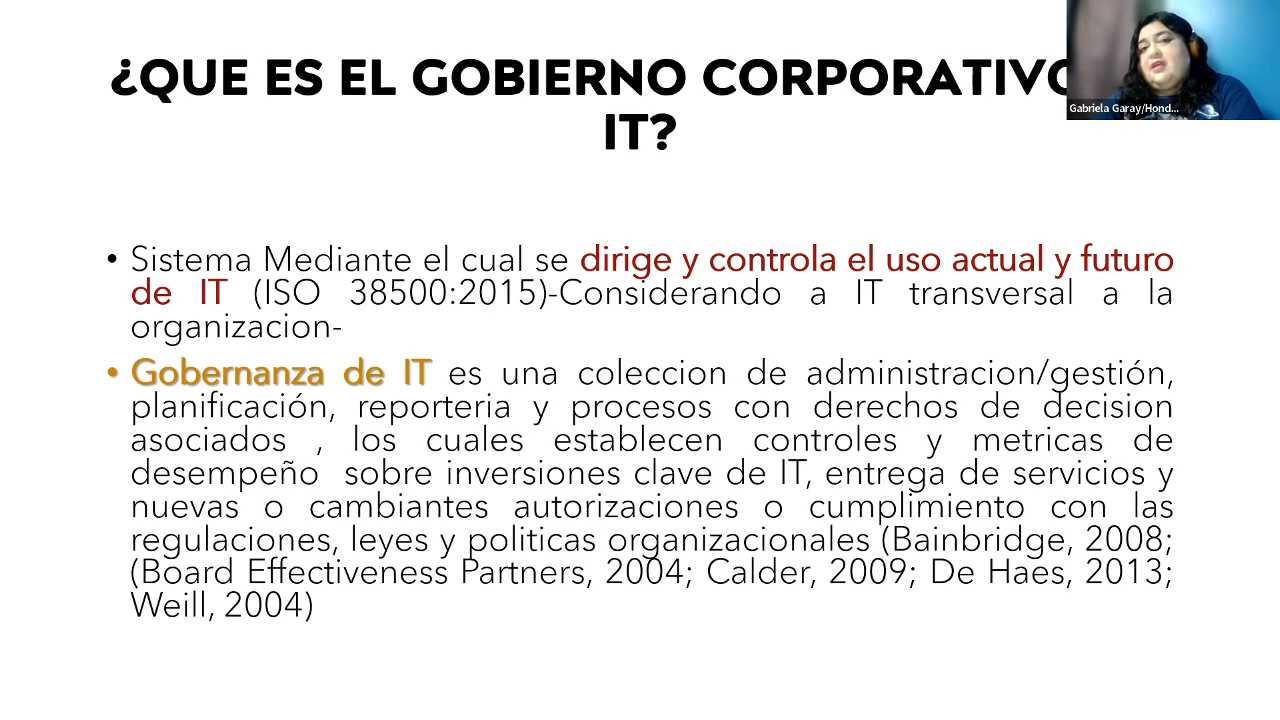 ¿QUE ES EL GOBIERNO CORPORATIVO
IT?
Gabriela Garay/Hond...
• Sistema Mediante el cual se dirige y controla el uso actual y futuro
de IT (ISO 38500:2015)-Considerando a IT transversal a la
organizacion-
• Gobernanza de IT es una coleccion de administracion/gestión,
planificación, reporteria y procesos con derechos de decision
asociados , los cuales establecen controles y metricas de
desempeño sobre inversiones clave de IT, entrega de servicios y
nuevas o cambiantes autorizaciones o cumplimiento con las
regulaciones, leyes y politicas organizacionales (Bainbridge, 2008;
(Board Effectiveness Partners, 2004; Calder, 2009; De Haes, 2013;
Weill, 2004)